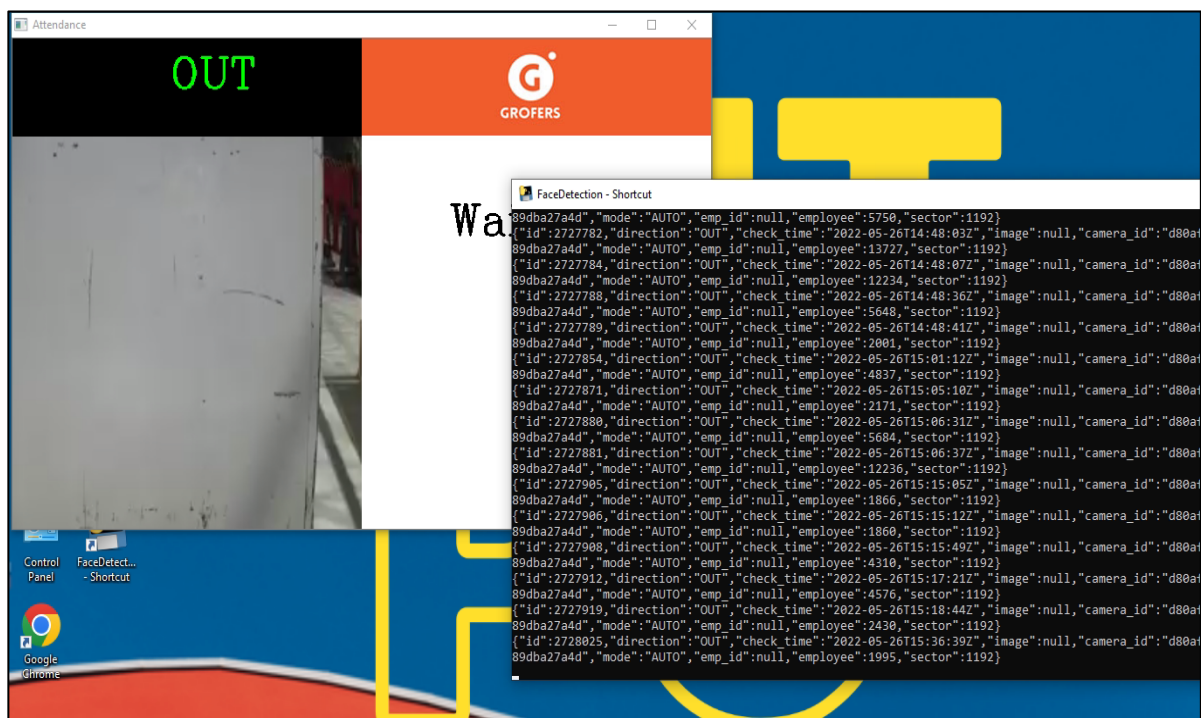 Attendance
OUT
G
GROFERS
Wai
FaceDetection - Shortcut
89dba27a4d","mode":"AUTO","emp_id":null,"employee":5750,"sector":1192}
{"id":2727782,"direction":"OUT","check_time":"2022-05-26T14:48:03Z","image":null,"camera_id":"d80af
89dba27a4d","mode":"AUTO","emp_id":null,"employee":13727,"sector":1192}
{"id":2727784,"direction":"OUT","check_time":"2022-05-26T14:48:07Z","image":null,"camera_id":"d80af
89dba27a4d","mode":"AUTO","emp_id":null,"employee":12234,"sector":1192}
{"id":2727788,"direction":"OUT","check_time":"2022-05-26T14:48:36Z","image":null,"camera_id":"d80af
89dba27a4d","mode":"AUTO","emp_id":null,"employee":5648,"sector":1192}
{"id":2727789,"direction":"OUT","check_time":"2022-05-26T14:48:41Z","image":null,"camera_id":"d80af
89dba27a4d","mode":"AUTO","emp_id":null,"employee":2001,"sector":1192}
{"id":2727854,"direction":"OUT","check_time":"2022-05-26T15:01:12Z","image":null,"camera_id":"d80af
89dba27a4d","mode":"AUTO","emp_id":null,"employee":4837,"sector":1192}
{"id":2727871,"direction":"OUT","check_time":"2022-05-26T15:05:10Z","image":null,"camera_id":"d80af
89dba27a4d","mode":"AUTO","emp_id":null,"employee":2171,"sector":1192}
{"id":2727880,"direction":"OUT","check_time":"2022-05-26T15:06:31Z","image":null,"camera_id":"d80af
89dba27a4d","mode":"AUTO","emp_id":null,"employee":5684,"sector":1192}
{"id":2727881,"direction":"OUT","check_time":"2022-05-26T15:06:37Z","image":null,"camera_id":"d80af
89dba27a4d","mode":"AUTO","emp_id":null,"employee":12236,"sector":1192}
{"id":2727905,"direction":"OUT","check_time":"2022-05-26T15:15:05Z","image":null,"camera_id":"d80af
89dba27a4d","mode":"AUTO","emp_id":null,"employee":1866,"sector":1192}
{"id":2727906,"direction":"OUT","check_time":"2022-05-26T15:15:12Z","image":null,"camera_id":"d80af
89dba27a4d","mode":"AUTO","emp_id":null,"employee":1860,"sector":1192}
{"id":2727908,"direction":"OUT","check_time":"2022-05-26T15:15:49Z","image":null,"camera_id":"d80af
89dba27a4d","mode":"AUTO","emp_id":null,"employee":4310,"sector":1192}
{"id":2727912,"direction":"OUT","check_time":"2022-05-26T15:17:21Z","image":null,"camera_id":"d80af
89dba27a4d","mode":"AUTO","emp_id":null,"employee":4576,"sector":1192}
{"id":2727919,"direction":"OUT","check_time":"2022-05-26T15:18:44Z","image":null,"camera_id":"d80af
89dba27a4d","mode":"AUTO","emp_id":null,"employee":2430,"sector":1192}
{"id":2728025,"direction":"OUT","check_time":"2022-05-26T15:36:39Z","image":null,"camera_id":"d80af
89dba27a4d","mode":"AUTO","emp_id":null,"employee":1995,"sector":1192}
Control
Panel
FaceDetect...
- Shortcut
Google
Chrome